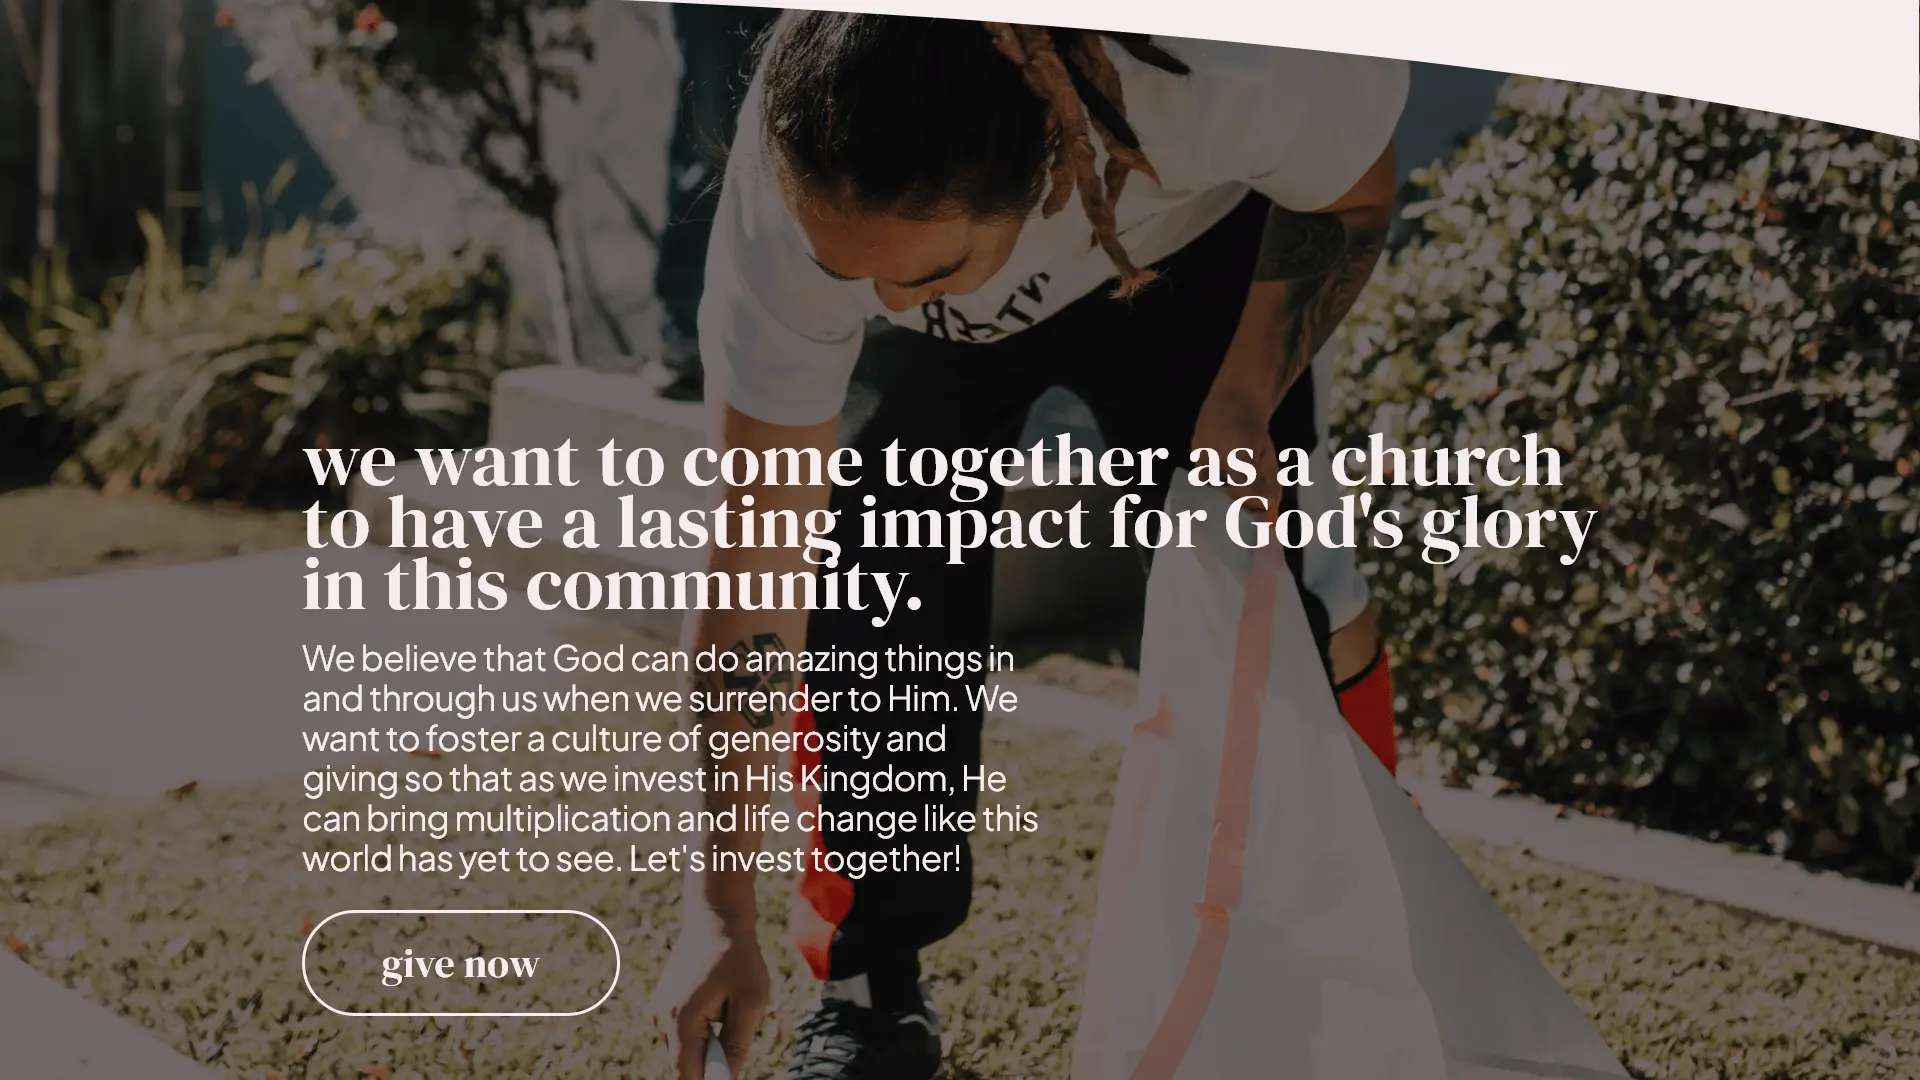 we want to come together as a church
to have a lasting impact for God's glory
in this community.
We believe that God can do amazing things in
and through us when we surrender to Him. We
want to foster a culture of generosity and
giving so that as we invest in His Kingdom, He
can bring multiplication and life change like this
world has yet to see. Let's invest together!
give now